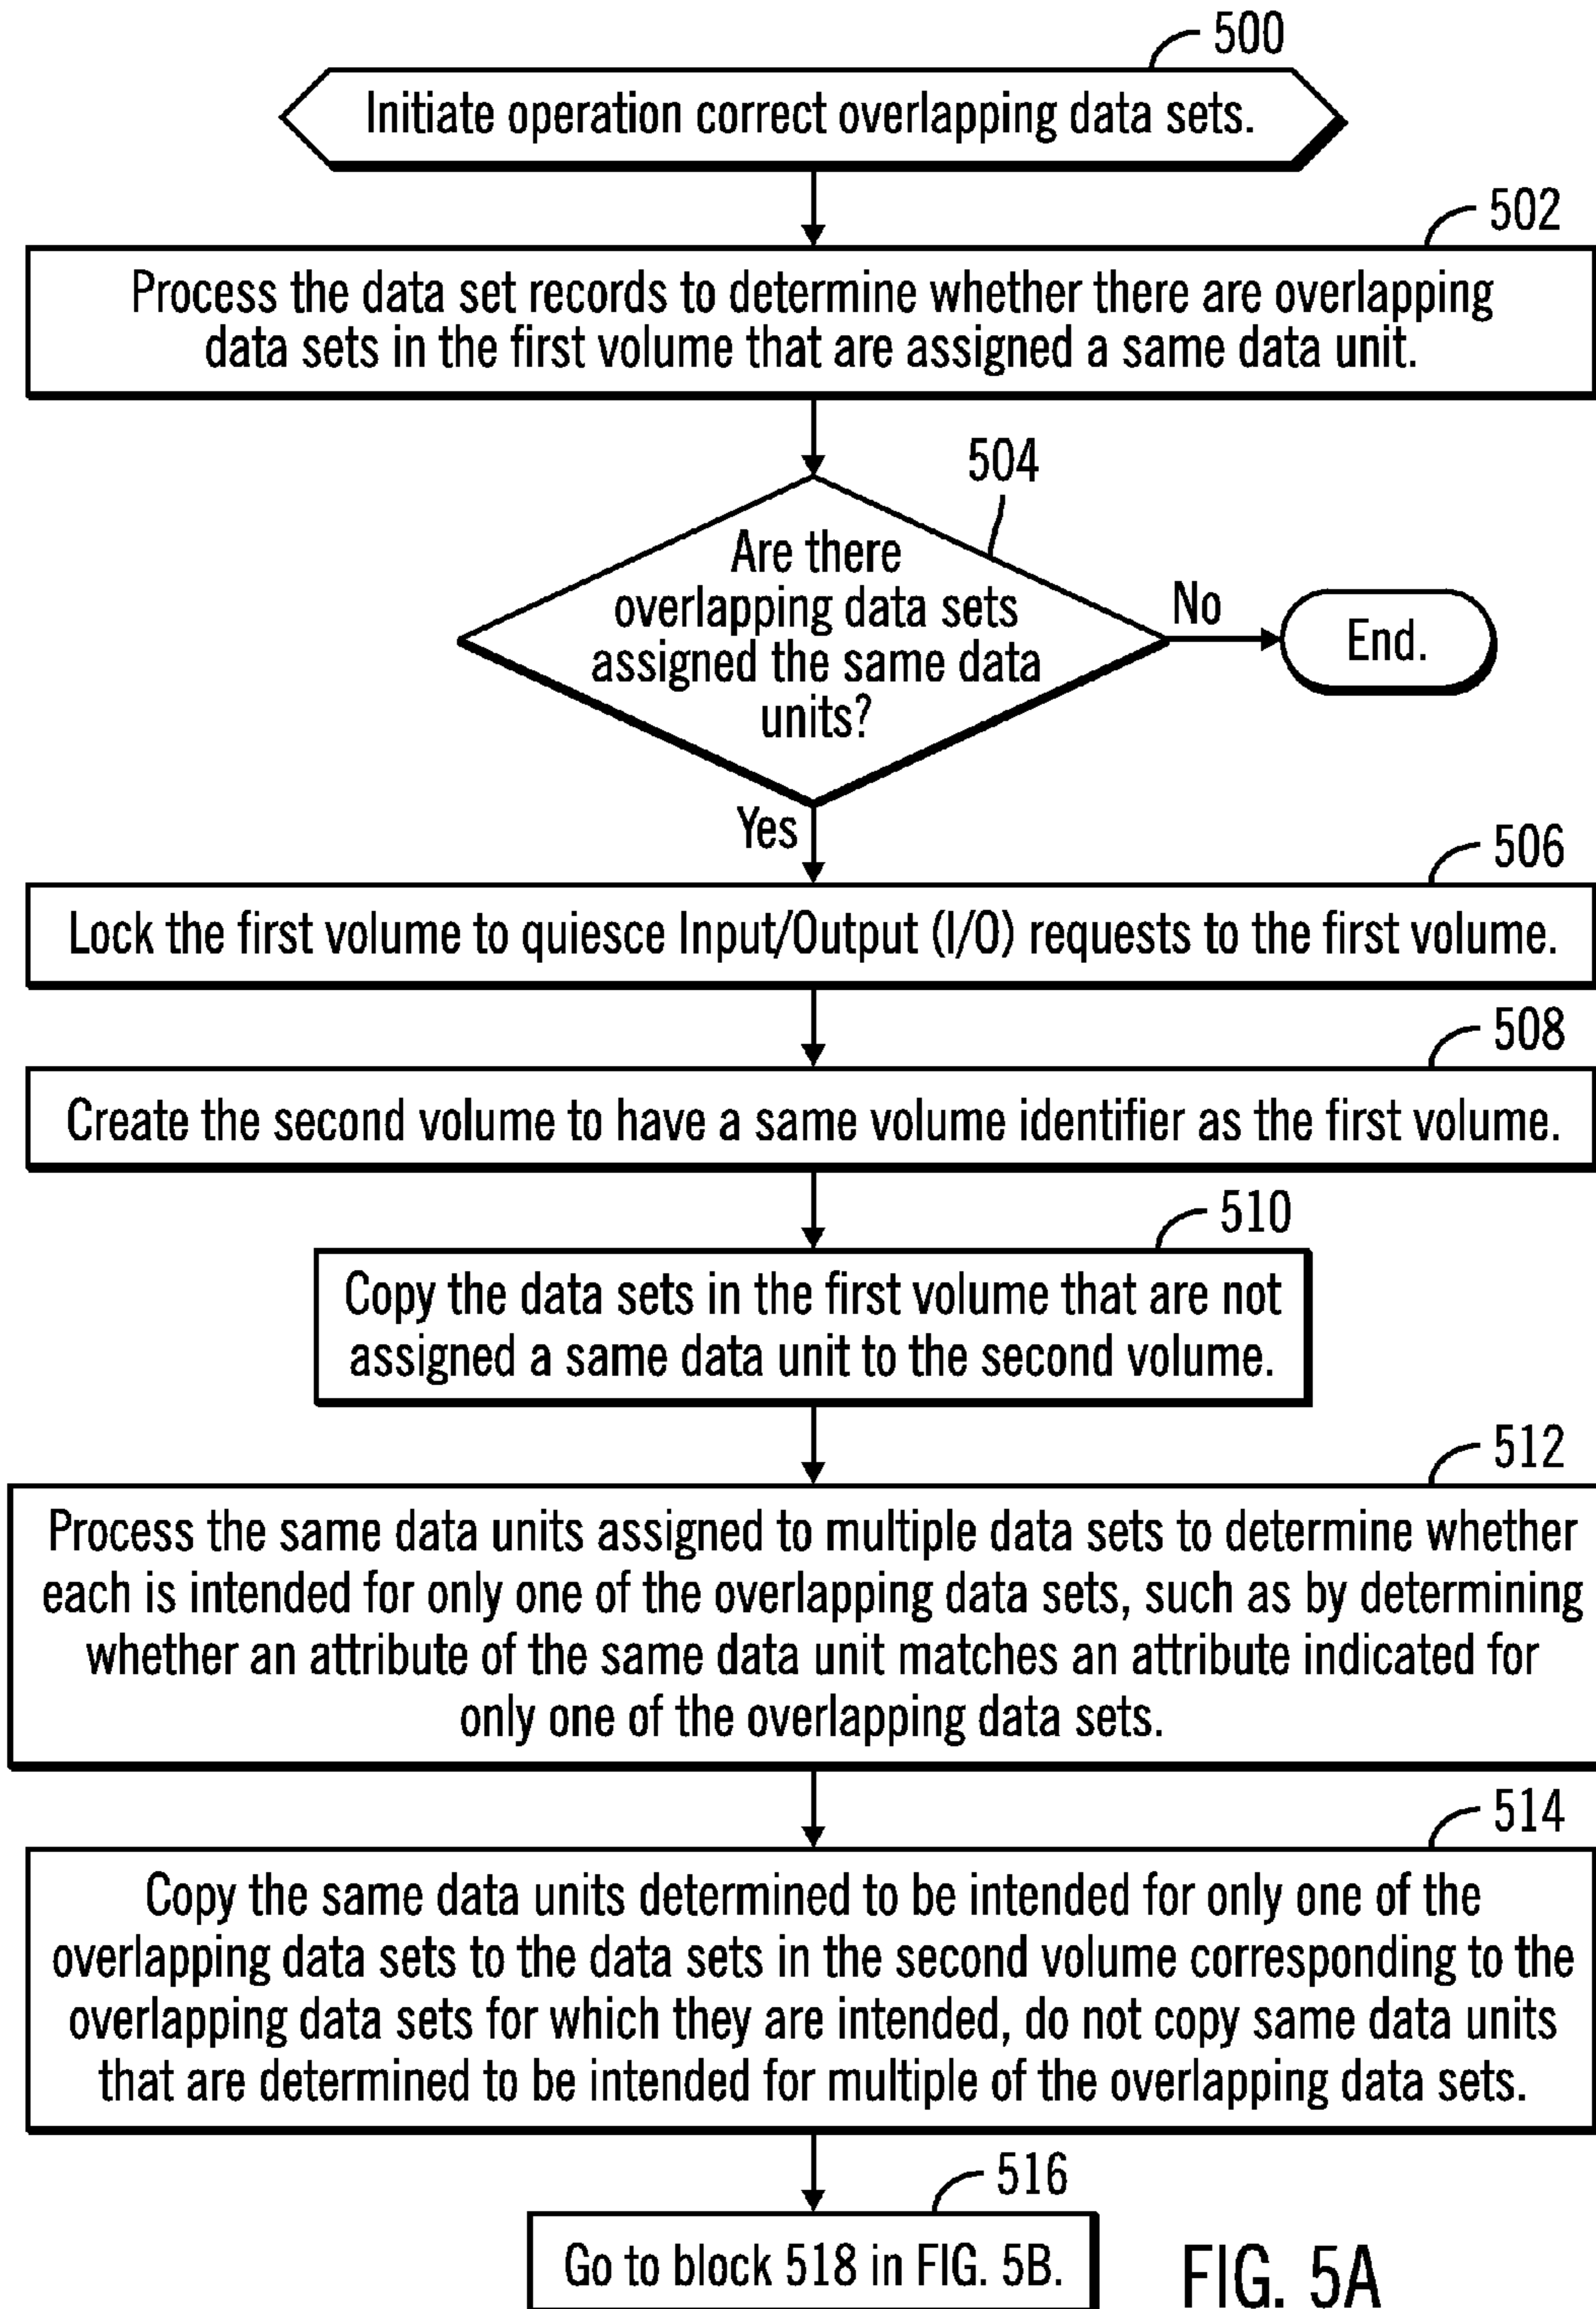 500
Initiate operation correct overlapping data sets.
502
Process the data set records to determine whether there are overlapping
data sets in the first volume that are assigned a same data unit.
504
Are there
overlapping data sets
assigned the same data
units?
No
End.
Yes
506
Lock the first volume to quiesce Input/Output (I/O) requests to the first volume.
508
Create the second volume to have a same volume identifier as the first volume.
510
Copy the data sets in the first volume that are not
assigned a same data unit to the second volume.
512
Process the same data units assigned to multiple data sets to determine whether
each is intended for only one of the overlapping data sets, such as by determining
whether an attribute of the same data unit matches an attribute indicated for
only one of the overlapping data sets.
514
Copy the same data units determined to be intended for only one of the
overlapping data sets to the data sets in the second volume corresponding to the
overlapping data sets for which they are intended, do not copy same data units
that are determined to be intended for multiple of the overlapping data sets.
516
Go to block 518 in FIG. 5B.
FIG. 5A